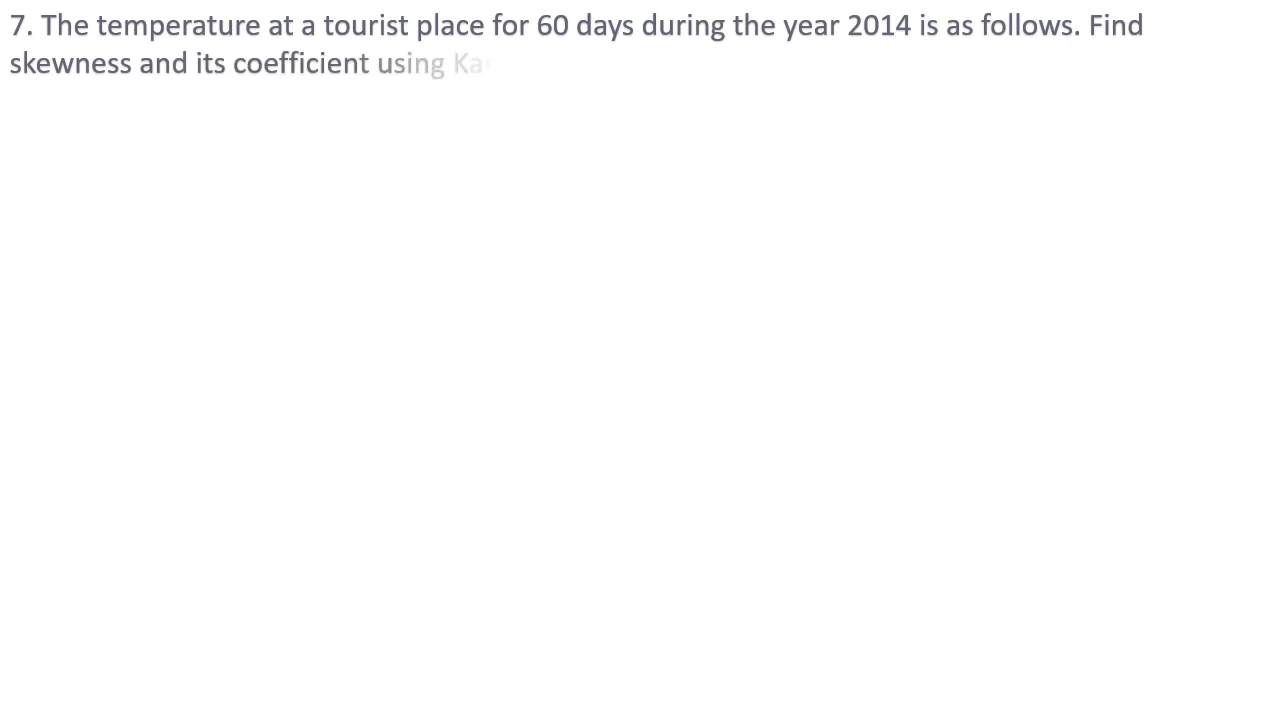 7. The temperature at a tourist place for 60 days during the year 2014 is as follows. Find
skewness and its coefficient using